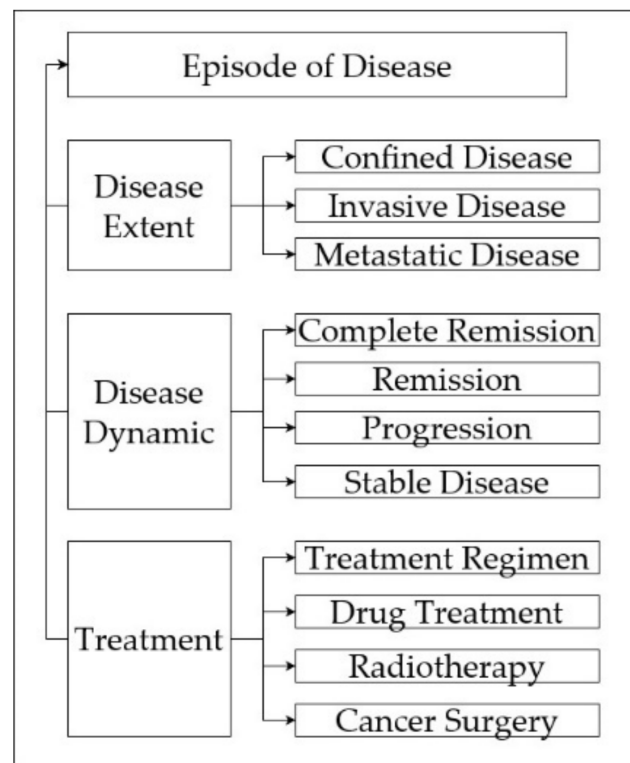 Episode of Disease
Disease
Extent
Confined Disease
Invasive Disease
Metastatic Disease
Disease
Dynamic
Complete Remission
Remission
Progression
Stable Disease
Treatment
Treatment Regimen
Drug Treatment
Radiotherapy
Cancer Surgery